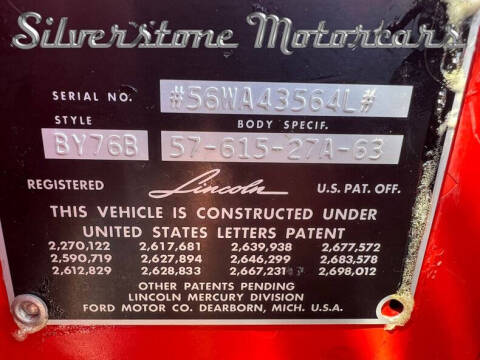 Silverstone Motorcars
SERIAL NO. #56WA43564L#
STYLE BODY SPECIF.
BY76B 57-615-27A-63
REGISTERED Lincoln U.S. PAT. OFF.
THIS VEHICLE IS CONSTRUCTED UNDER
UNITED STATES LETTERS PATENT
2,270,122 2,617,681 2,639,938 2,677,572
2,590,719 2,627,894 2,646,299 2,683,578
2,612,829 2,628,833 2,667,231 2,698,012
OTHER PATENTS PENDING
LINCOLN MERCURY DIVISION
FORD MOTOR CO. DEARBORN, MICH. U.S.A.